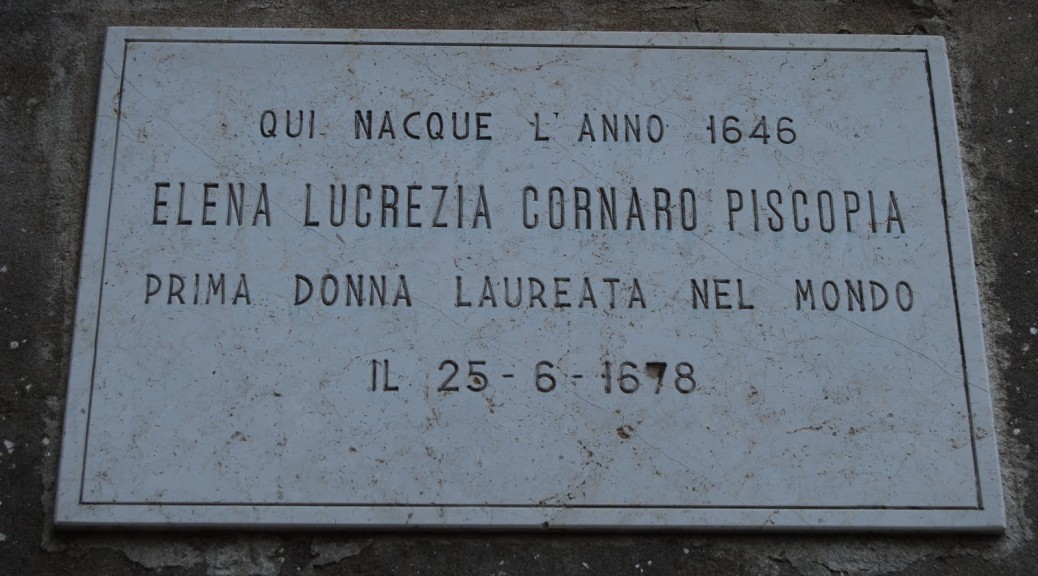 QUI NACQUE L'ANNO 1646
ELENA LUCREZIA CORNARO PISCOPIA
PRIMA DONNA LAUREATA NEL MONDO
IL 25-6-1678